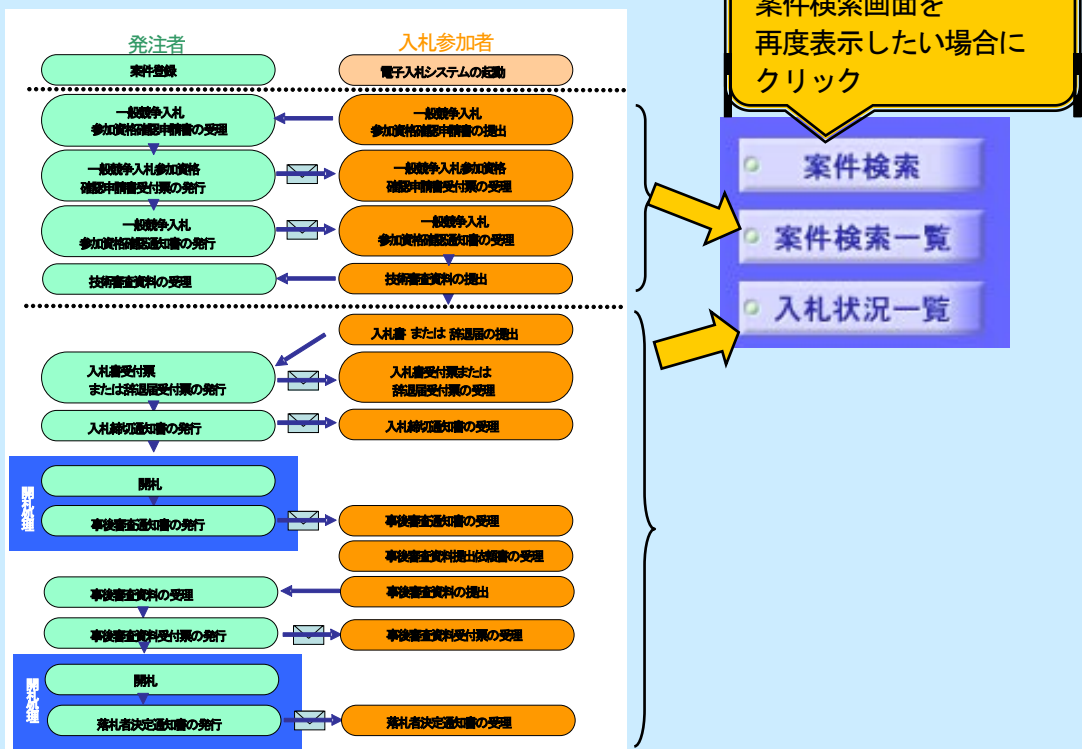 案件検索画面を
再度表示したい場合に
クリック
発注者
入札参加者
案件登録
電子入札システムの起動
一般競争入札
参加資格確認申請書の受理
一般競争入札
参加資格確認申請書の提出
一般競争入札参加資格
確認申請書受付票の発行
一般競争入札参加資格
確認申請書受付票の受理
一般競争入札
参加資格確認通知書の発行
一般競争入札
参加資格確認通知書の受理
技術審査資料の受理
技術審査資料の提出
入札書 または 辞退届の提出
入札書受付票
または辞退届受付票の発行
入札書受付票または
辞退届受付票の受理
入札締切通知書の発行
入札締切通知書の受理
開札処理
開札
事後審査通知書の発行
事後審査通知書の受理
事後審査資料提出依頼書の受理
事後審査資料の受理
事後審査資料の提出
事後審査資料受付票の発行
事後審査資料受付票の受理
開札処理
開札
落札者決定通知書の発行
落札者決定通知書の受理
案件検索
案件検索一覧
入札状況一覧